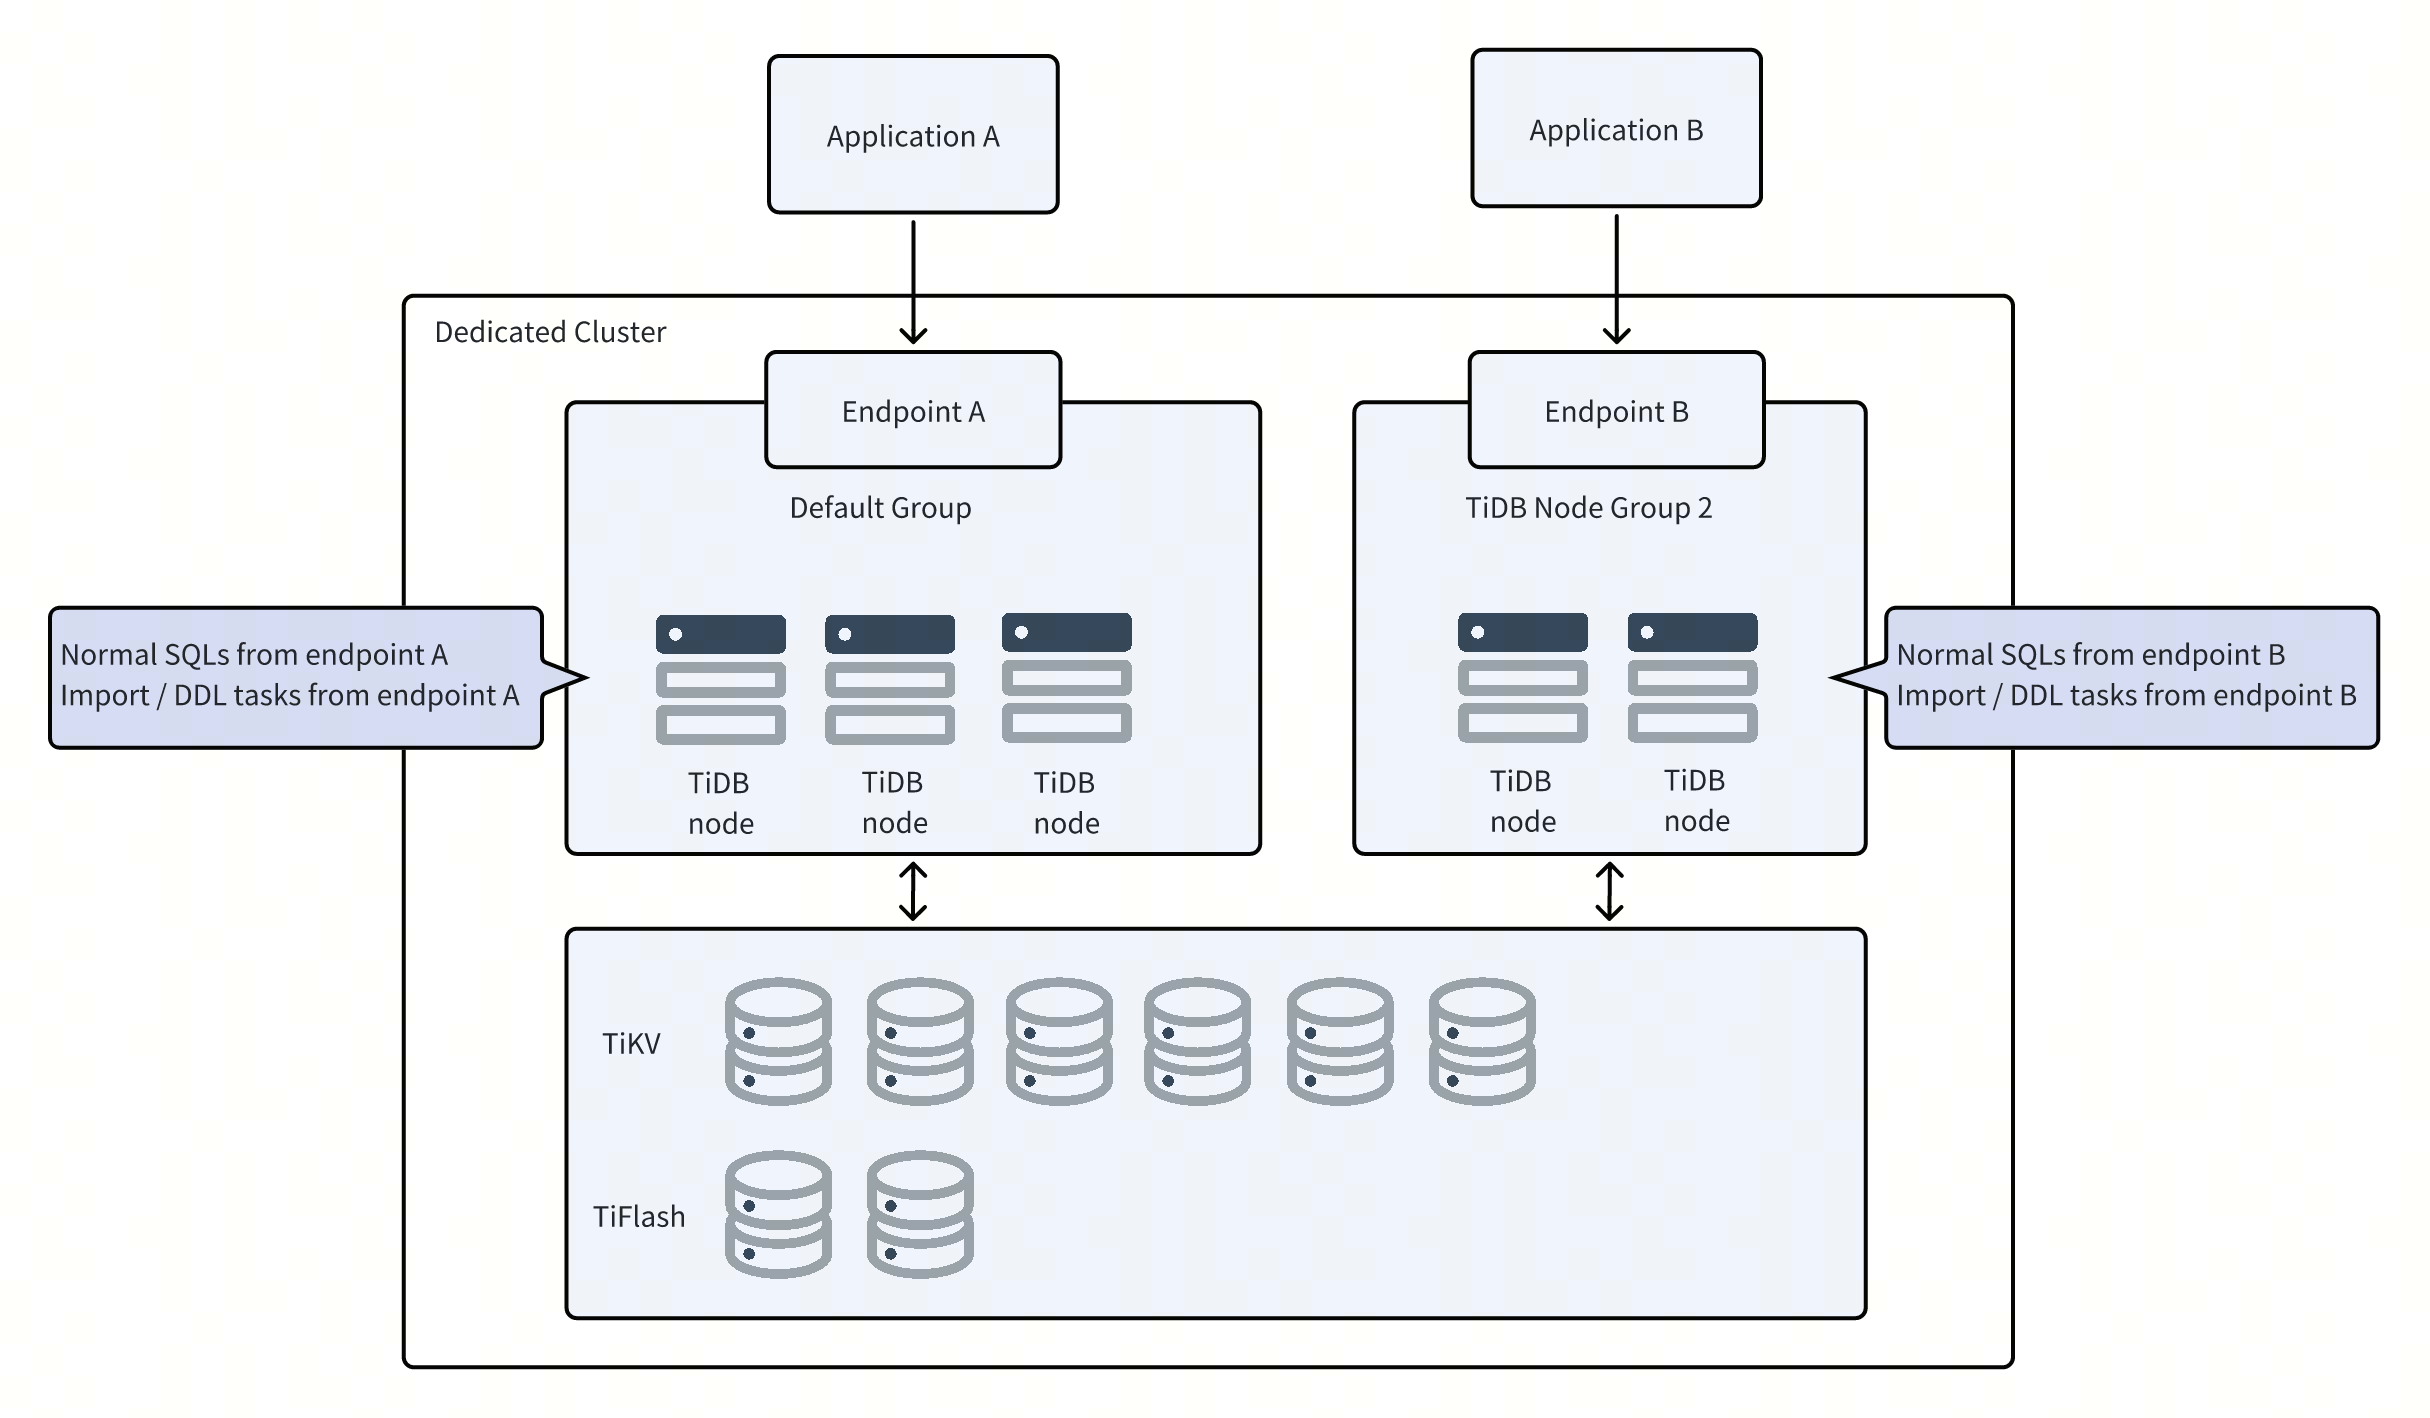 Application A
Application B
Dedicated Cluster
Endpoint A
Endpoint B
Default Group
TiDB Node Group 2
Normal SQLs from endpoint A
Import / DDL tasks from endpoint A
Normal SQLs from endpoint B
Import / DDL tasks from endpoint B
TiDB
node
TiDB
node
TiDB
node
TiDB
node
TiDB
node
TiKV
TiFlash